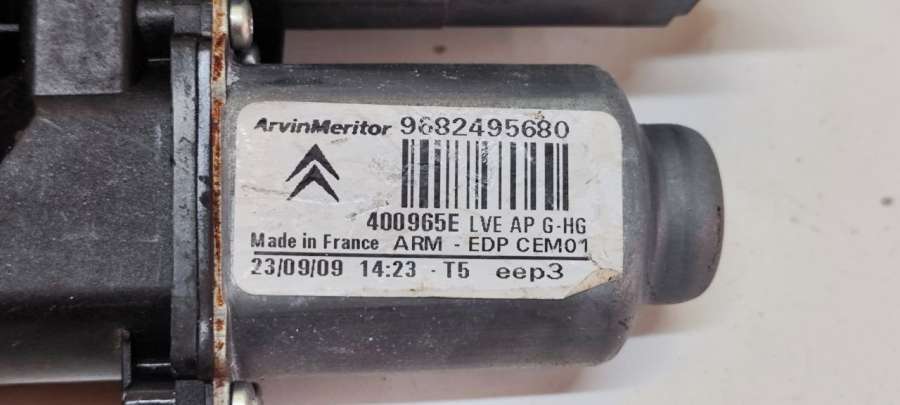 ArvinMeritor 9682495680
400965E LVE AP G-HG
Made in France ARM - EDP CEM01
23/09/09 14:23 - T5 eep3